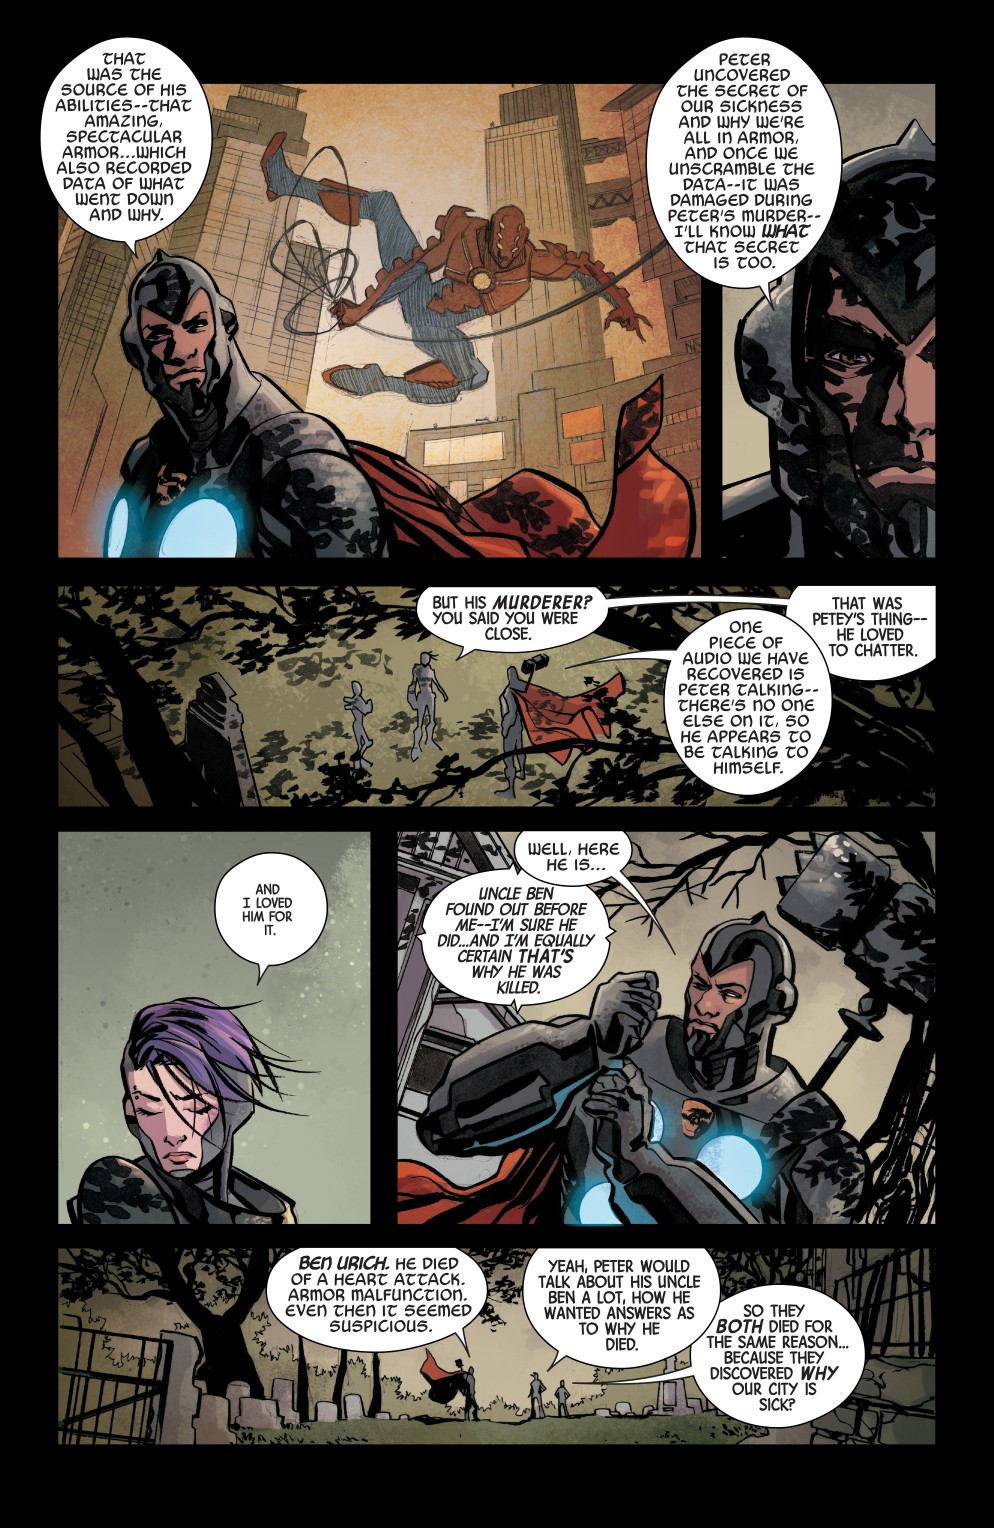 THAT
WAS THE
SOURCE OF HIS
ABILITIES--THAT
AMAZING,
SPECTACULAR
ARMOR...WHICH
ALSO RECORDED
DATA OF WHAT
WENT DOWN
AND WHY.
PETER
UNCOVERED
THE SECRET OF
OUR SICKNESS
AND WHY WE'RE
ALL IN ARMOR,
AND ONCE WE
UNSCRAMBLE THE
DATA--IT WAS
DAMAGED DURING
PETER'S MURDER--
I'LL KNOW WHAT
THAT SECRET
IS TOO.
BUT HIS MURDERER?
YOU SAID YOU WERE
CLOSE.
ONE
PIECE OF
AUDIO WE HAVE
RECOVERED IS
PETER TALKING--
THERE'S NO ONE
ELSE ON IT, SO
HE APPEARS TO
BE TALKING TO
HIMSELF.
THAT WAS
PETEY'S THING--
HE LOVED
TO CHATTER.
AND
I LOVED
HIM FOR
IT.
WELL, HERE
HE IS...
UNCLE BEN
FOUND OUT BEFORE
ME--I'M SURE HE
DID...AND I'M EQUALLY
CERTAIN THAT'S
WHY HE WAS
KILLED.
BEN URICH. HE DIED
OF A HEART ATTACK.
ARMOR MALFUNCTION.
EVEN THEN IT SEEMED
SUSPICIOUS.
YEAH, PETER WOULD
TALK ABOUT HIS UNCLE
BEN A LOT, HOW HE
WANTED ANSWERS AS
TO WHY HE
DIED.
SO THEY
BOTH DIED FOR
THE SAME REASON...
BECAUSE THEY
DISCOVERED WHY
OUR CITY IS
SICK?